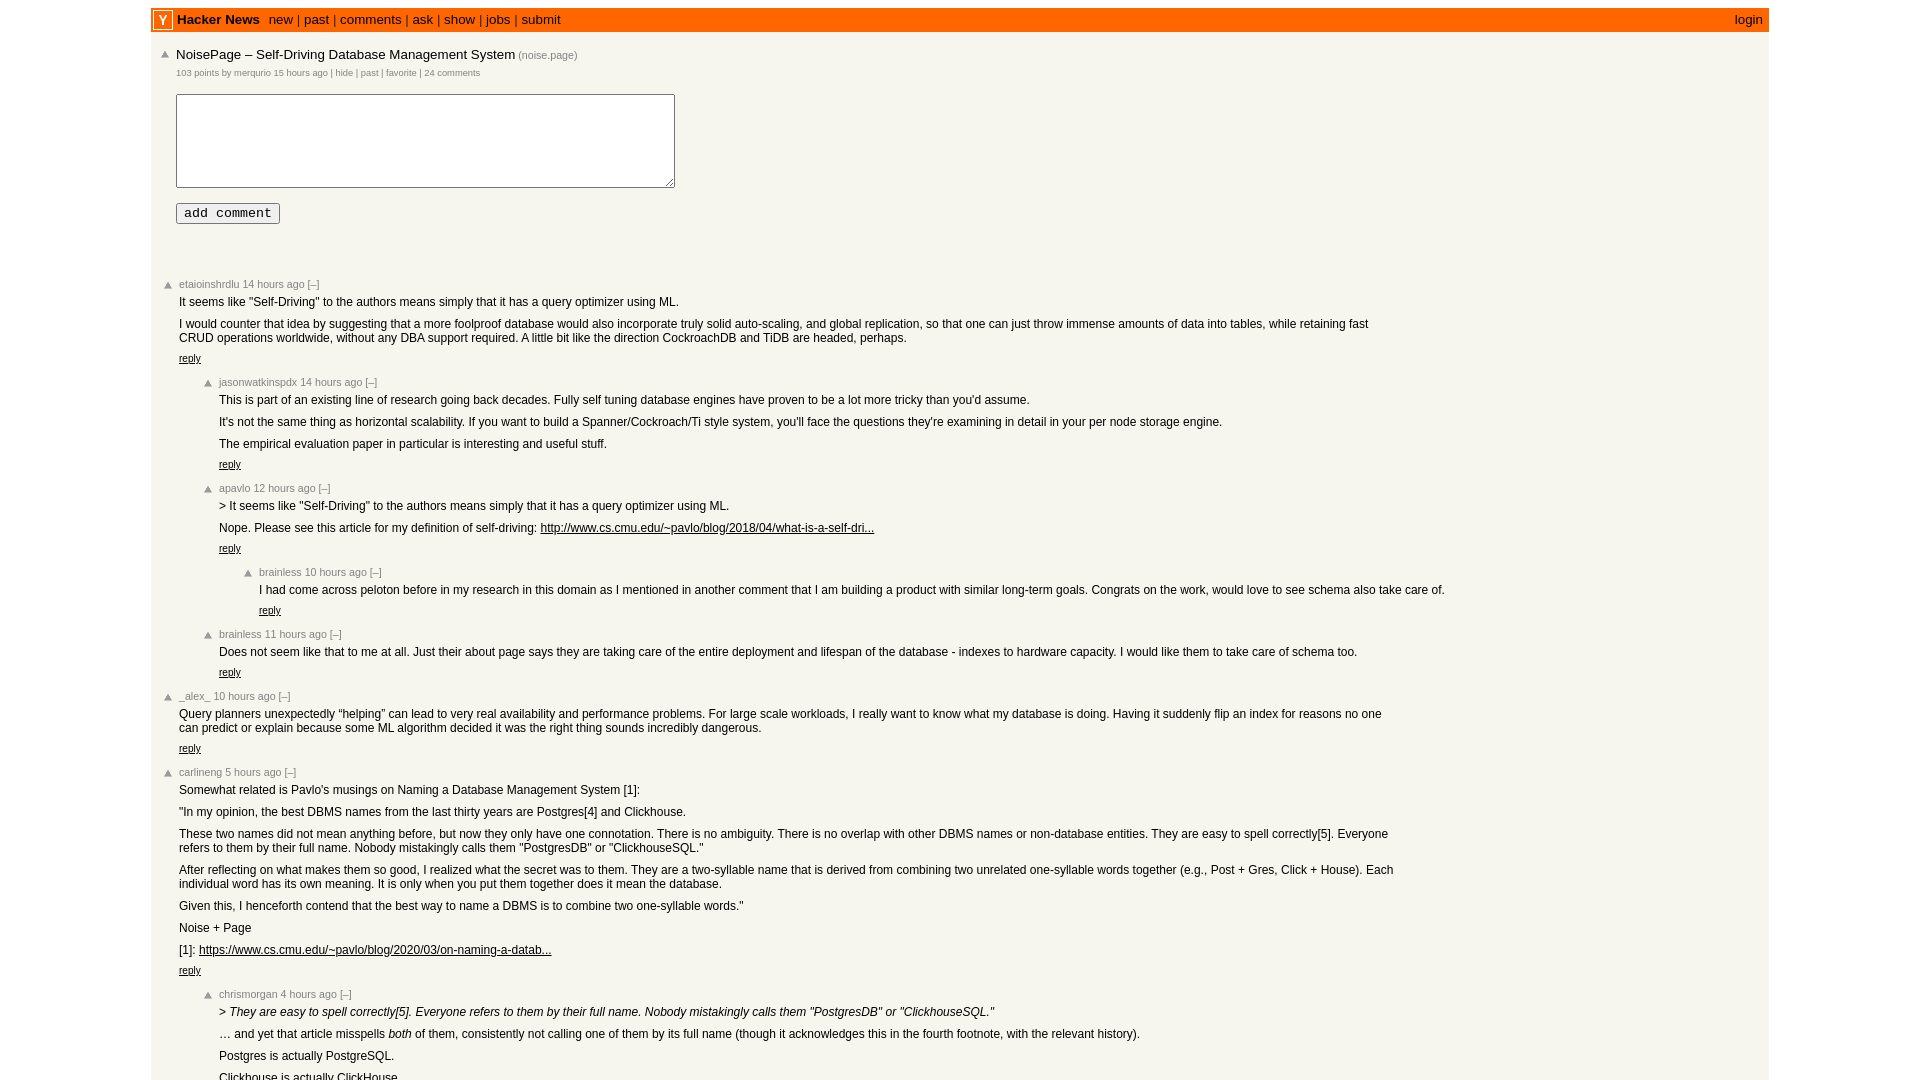 Y Hacker News new | past | comments | ask | show | jobs | submit login
NoisePage – Self-Driving Database Management System (noise.page)
103 points by merqurio 15 hours ago | hide | past | favorite | 24 comments
add comment
etaioinshrdlu 14 hours ago [–]
It seems like "Self-Driving" to the authors means simply that it has a query optimizer using ML.
I would counter that idea by suggesting that a more foolproof database would also incorporate truly solid auto-scaling, and global replication, so that one can just throw immense amounts of data into tables, while retaining fast
CRUD operations worldwide, without any DBA support required. A little bit like the direction CockroachDB and TiDB are headed, perhaps.
reply
jasonwatkinspdx 14 hours ago [–]
This is part of an existing line of research going back decades. Fully self tuning database engines have proven to be a lot more tricky than you'd assume.
It's not the same thing as horizontal scalability. If you want to build a Spanner/Cockroach/Ti style system, you'll face the questions they're examining in detail in your per node storage engine.
The empirical evaluation paper in particular is interesting and useful stuff.
reply
apavlo 12 hours ago [–]
> It seems like "Self-Driving" to the authors means simply that it has a query optimizer using ML.
Nope. Please see this article for my definition of self-driving: http://www.cs.cmu.edu/~pavlo/blog/2018/04/what-is-a-self-dri...
reply
brainless 10 hours ago [–]
I had come across peloton before in my research in this domain as I mentioned in another comment that I am building a product with similar long-term goals. Congrats on the work, would love to see schema also take care of.
reply
brainless 11 hours ago [–]
Does not seem like that to me at all. Just their about page says they are taking care of the entire deployment and lifespan of the database - indexes to hardware capacity. I would like them to take care of schema too.
reply
_alex_ 10 hours ago [–]
Query planners unexpectedly “helping” can lead to very real availability and performance problems. For large scale workloads, I really want to know what my database is doing. Having it suddenly flip an index for reasons no one
can predict or explain because some ML algorithm decided it was the right thing sounds incredibly dangerous.
reply
carlineng 5 hours ago [–]
Somewhat related is Pavlo's musings on Naming a Database Management System [1]:
"In my opinion, the best DBMS names from the last thirty years are Postgres[4] and Clickhouse.
These two names did not mean anything before, but now they only have one connotation. There is no ambiguity. There is no overlap with other DBMS names or non-database entities. They are easy to spell correctly[5]. Everyone
refers to them by their full name. Nobody mistakingly calls them "PostgresDB" or "ClickhouseSQL."
After reflecting on what makes them so good, I realized what the secret was to them. They are a two-syllable name that is derived from combining two unrelated one-syllable words together (e.g., Post + Gres, Click + House). Each
individual word has its own meaning. It is only when you put them together does it mean the database.
Given this, I henceforth contend that the best way to name a DBMS is to combine two one-syllable words."
Noise + Page
[1]: https://www.cs.cmu.edu/~pavlo/blog/2020/03/on-naming-a-datab...
reply
chrismorgan 4 hours ago [–]
> They are easy to spell correctly[5]. Everyone refers to them by their full name. Nobody mistakingly calls them "PostgresDB" or "ClickhouseSQL."
… and yet that article misspells both of them, consistently not calling one of them by its full name (though it acknowledges this in the fourth footnote, with the relevant history).
Postgres is actually PostgreSQL.
Clickhouse is actually ClickHouse.